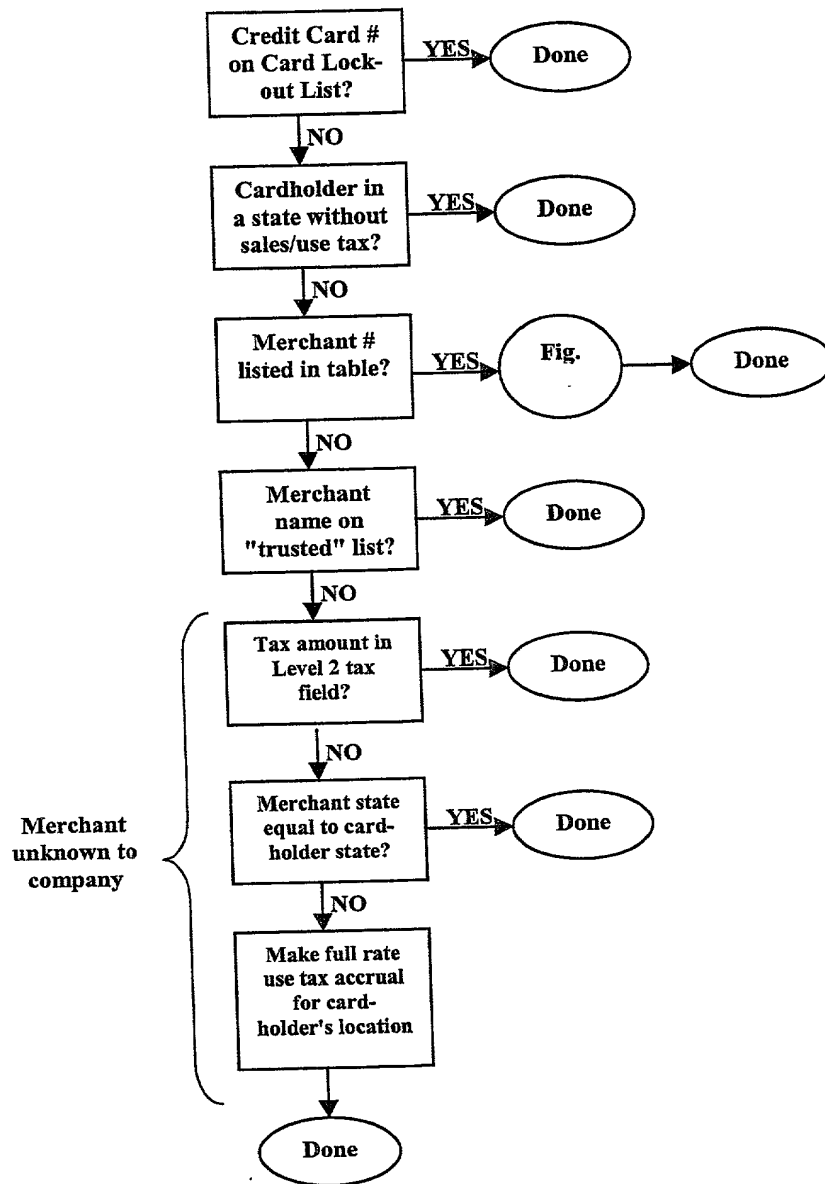 Credit Card #
on Card Lock-
out List?
YES
Done
NO
Cardholder in
a state without
sales/use tax?
YES
Done
NO
Merchant #
listed in table?
YES
Fig.
Done
NO
Merchant
name on
"trusted" list?
YES
Done
NO
Tax amount in
Level 2 tax
field?
YES
Done
NO
Merchant state
equal to card-
holder state?
YES
Done
Merchant
unknown to
company
NO
Make full rate
use tax accrual
for card-
holder's location
Done